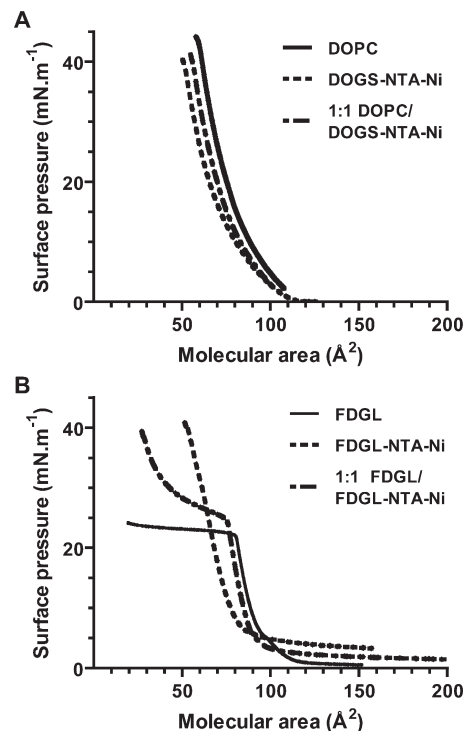 A
Surface pressure (mN.m⁻¹)
40
20
0
50
100
150
200
Molecular area (Å²)
DOPC
DOGS-NTA-Ni
1:1 DOPC/
DOGS-NTA-Ni
B
Surface pressure (mN.m⁻¹)
40
20
0
50
100
150
200
Molecular area (Å²)
FDGL
FDGL-NTA-Ni
1:1 FDGL/
FDGL-NTA-Ni